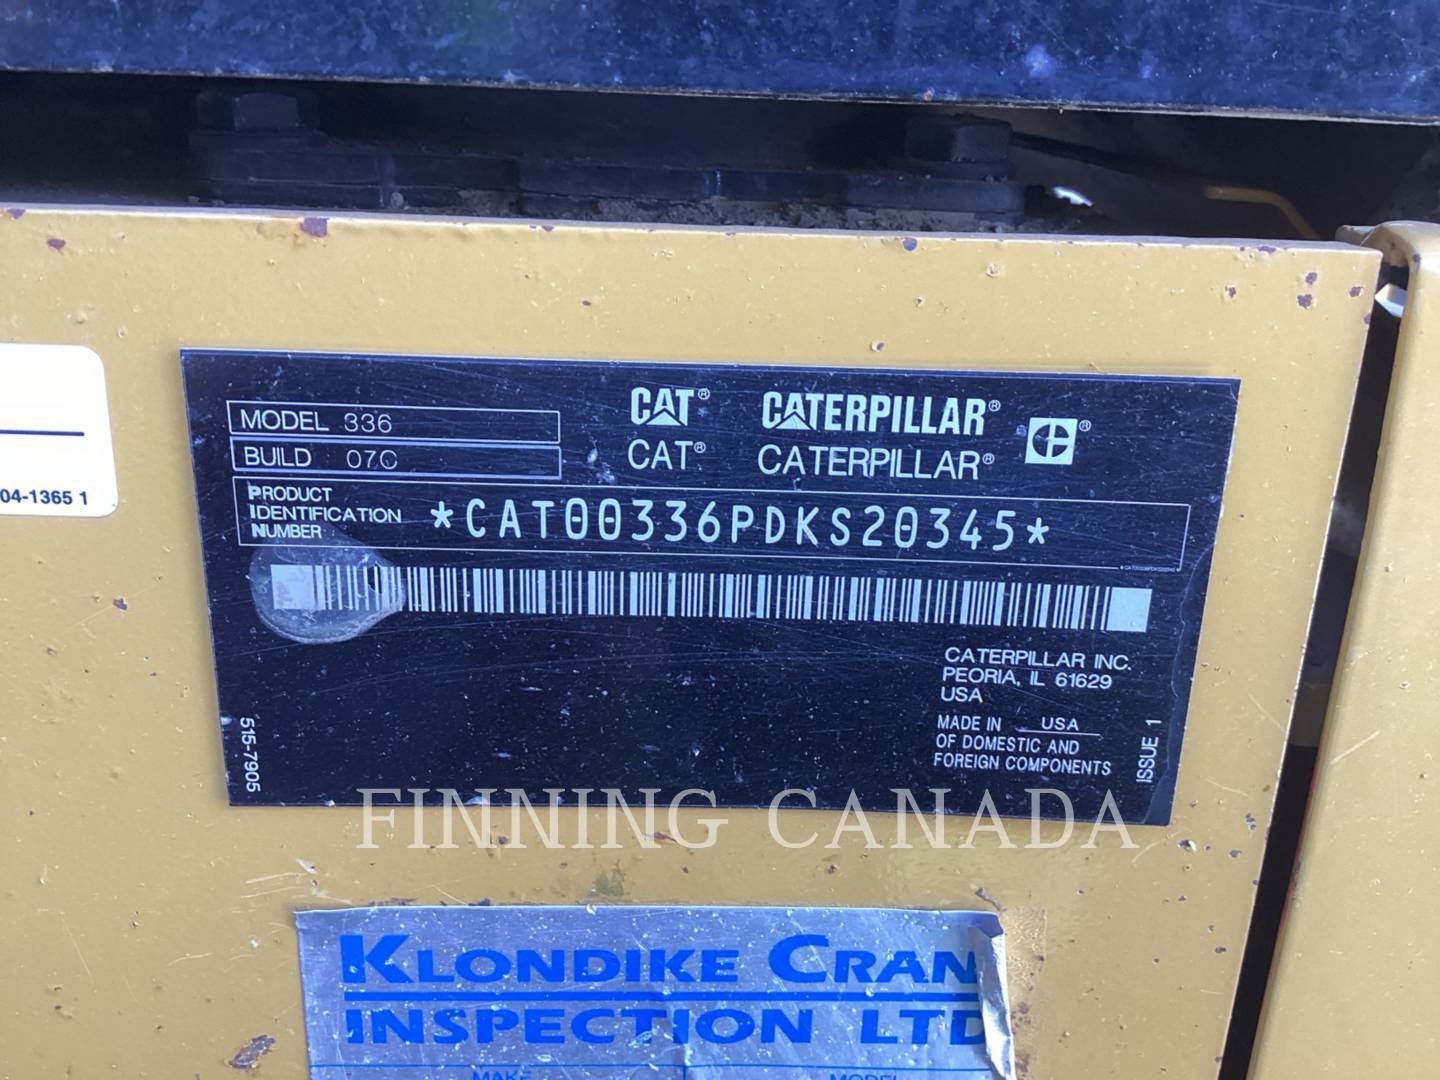 MODEL 336
BUILD 07C
CAT® CATERPILLAR®
CAT® CATERPILLAR® ®
PRODUCT
IDENTIFICATION
NUMBER
*CAT00336PDKS20345*
04-1365 1
CATERPILLAR INC.
PEORIA, IL 61629
USA
MADE IN USA
OF DOMESTIC AND
FOREIGN COMPONENTS
515-7905
ISSUE 1
FINNING CANADA
KLONDIKE CRAN
INSPECTION LTD
MAKE MODEL